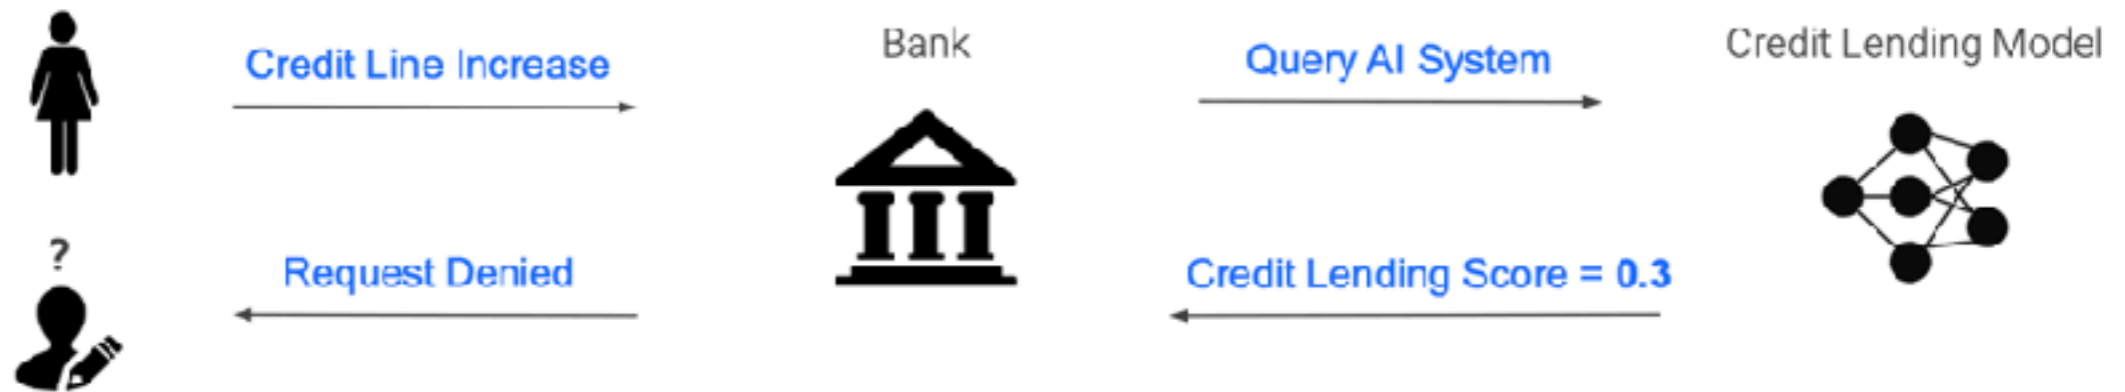 Credit Line Increase
Bank
Query AI System
Credit Lending Model
?
Request Denied
Credit Lending Score = 0.3